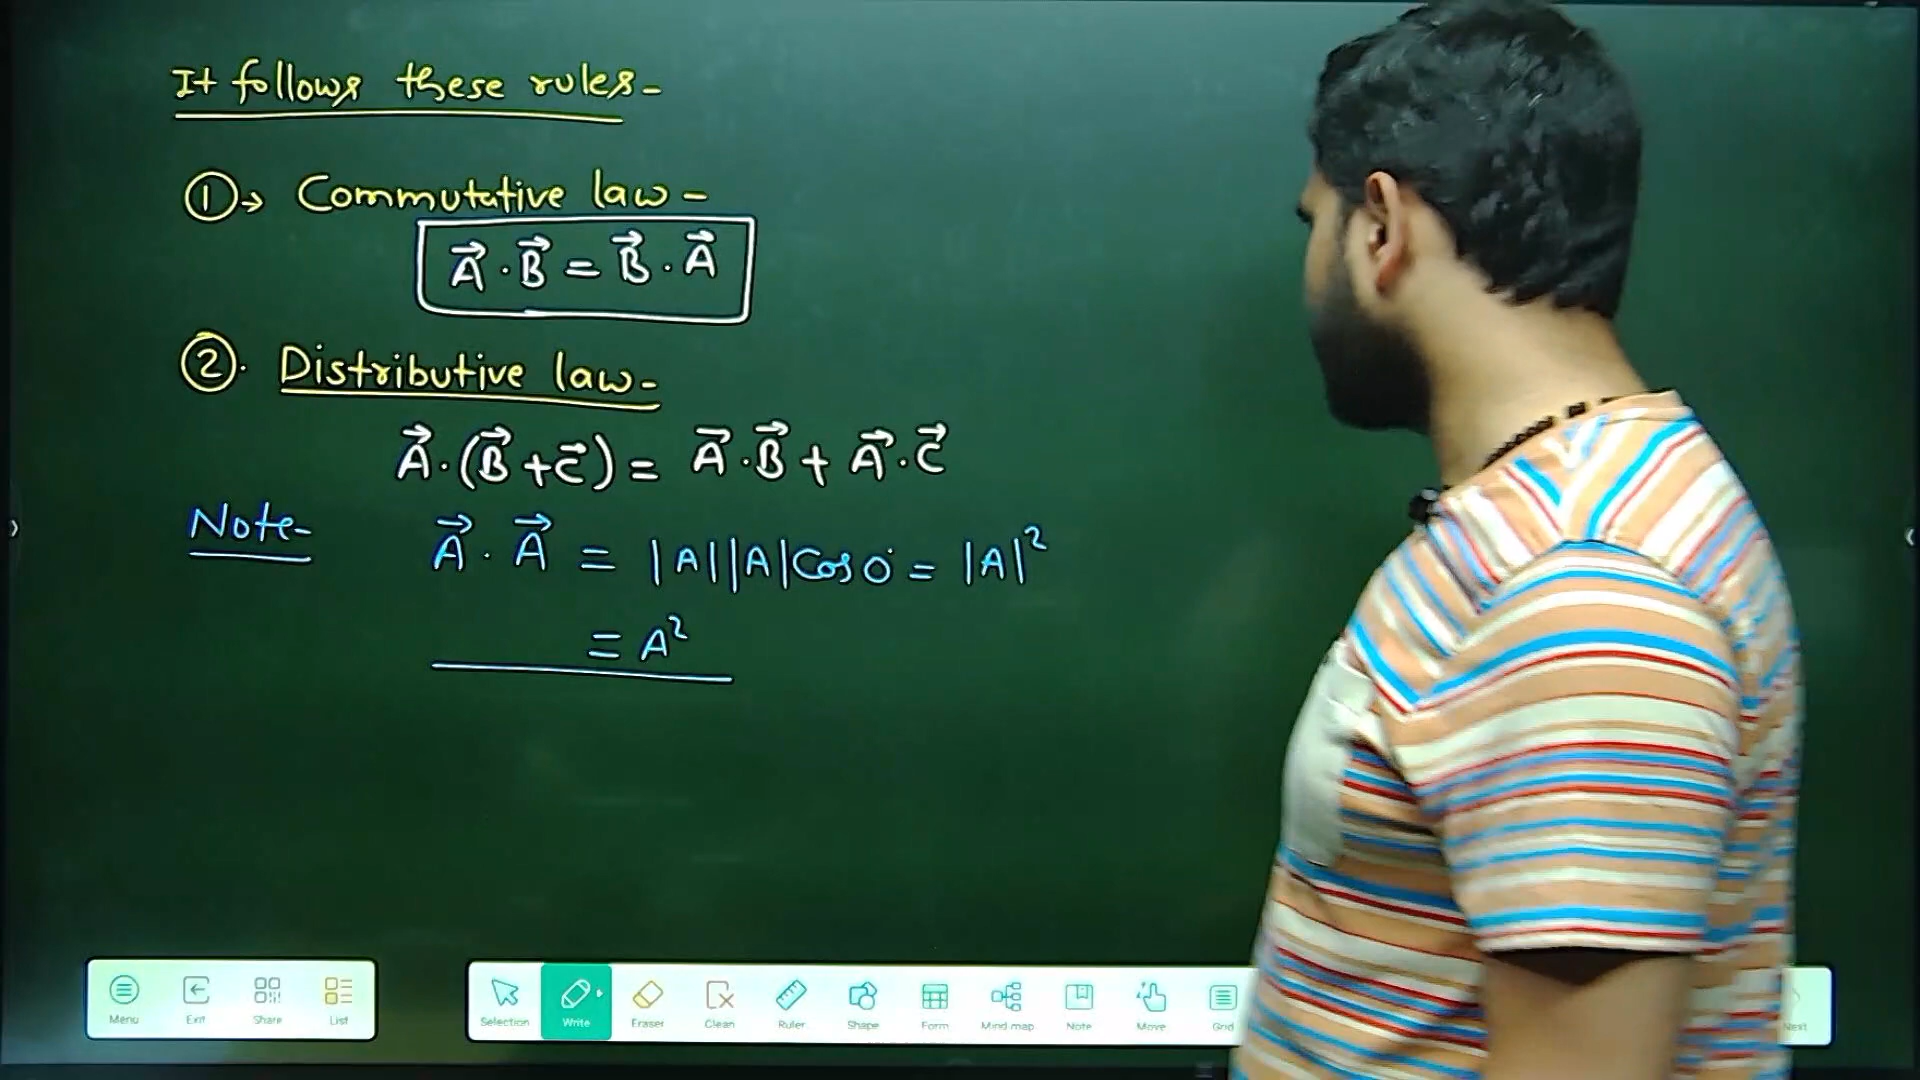 It follows these rules-
①→ Commutative law-
A⃗ · B⃗ = B⃗ · A⃗
②. Distributive law-
A⃗ · (B⃗ + C⃗) = A⃗ · B⃗ + A⃗ · C⃗
Note- A⃗ · A⃗ = |A||A| Cos 0° = |A|²
= A²
Menu Exit Share List Selection Write Eraser Clean Ruler Shape Form Mind map Note Move Grid Next